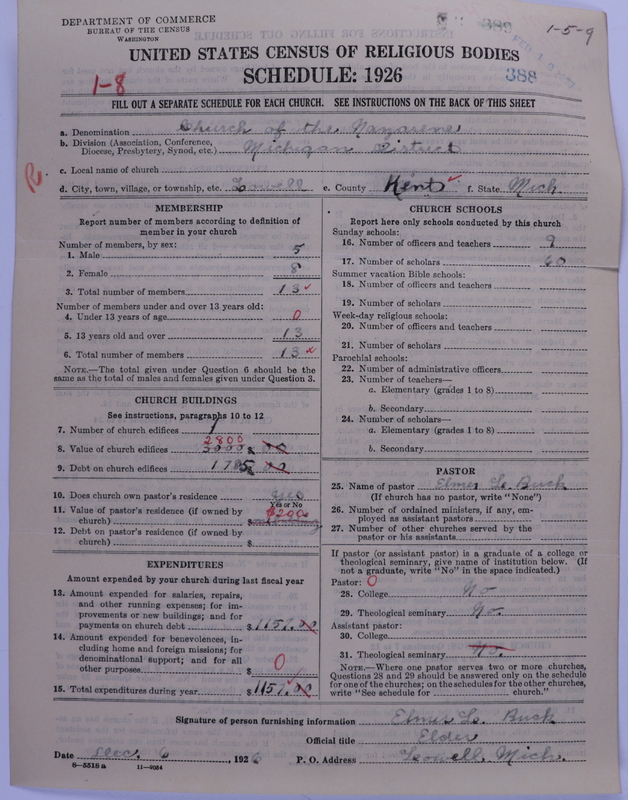 DEPARTMENT OF COMMERCE
BUREAU OF THE CENSUS
WASHINGTON
388
1-5-9
UNITED STATES CENSUS OF RELIGIOUS BODIES
SCHEDULE: 1926
1-8
388
FILL OUT A SEPARATE SCHEDULE FOR EACH CHURCH. SEE INSTRUCTIONS ON THE BACK OF THIS SHEET
a. Denomination Church of the Nazarene
b. Division (Association, Conference, Diocese, Presbytery, Synod, etc.) Michigan District
c. Local name of church
d. City, town, village, or township, etc. Lowell e. County Kent f. State Mich
MEMBERSHIP
Report number of members according to definition of
member in your church
Number of members, by sex:
1. Male 5
2. Female 8
3. Total number of members 13
Number of members under and over 13 years old:
4. Under 13 years of age 0
5. 13 years old and over 13
6. Total number of members 13
NOTE.—The total given under Question 6 should be
same as the total of males and females given under Question 3.
CHURCH BUILDINGS
See instructions, paragraphs 10 to 12
7. Number of church edifices 1
2800
8. Value of church edifices 5000 00
9. Debt on church edifices 1785 00
10. Does church own pastor's residence yes
Yes or No
11. Value of pastor's residence (if owned by
church) $ $2200
12. Debt on pastor's residence (if owned by
church) $
EXPENDITURES
Amount expended by your church during last fiscal year
13. Amount expended for salaries, repairs,
and other running expenses; for im-
provements or new buildings; and for
payments on church debt $ 1157.00
14. Amount expended for benevolences, in-
cluding home and foreign missions; for
denominational support; and for all
other purposes $ 0
15. Total expenditures during year $ 1157.00
CHURCH SCHOOLS
Report here only schools conducted by this church
Sunday schools:
16. Number of officers and teachers 9
17. Number of scholars 60
Summer vacation Bible schools:
18. Number of officers and teachers
19. Number of scholars
Week-day religious schools:
20. Number of officers and teachers
21. Number of scholars
Parochial schools:
22. Number of administrative officers
23. Number of teachers—
a. Elementary (grades 1 to 8)
b. Secondary
24. Number of scholars—
a. Elementary (grades 1 to 8)
b. Secondary
PASTOR
25. Name of pastor Elmer Le Buck
(If church has no pastor, write "None")
26. Number of ordained ministers, if any, em-
ployed as assistant pastors
27. Number of other churches served by the
pastor or his assistants
If pastor (or assistant pastor) is a graduate of a college or
theological seminary, give name of institution below. (If
not a graduate, write "No" in the space indicated.)
Pastor: 0
28. College No
29. Theological seminary No.
Assistant pastor:
30. College
31. Theological seminary No.
NOTE.—Where one pastor serves two or more churches,
Questions 28 and 29 should be answered only on the schedule
for one of the churches; on the schedules for the other churches,
write "See schedule for church."
Signature of person furnishing information Elmer Le Buck
Official title Elder
Date Dec. 6, 1926 P. O. Address Lowell, Mich.
8—5518 a 11—9034